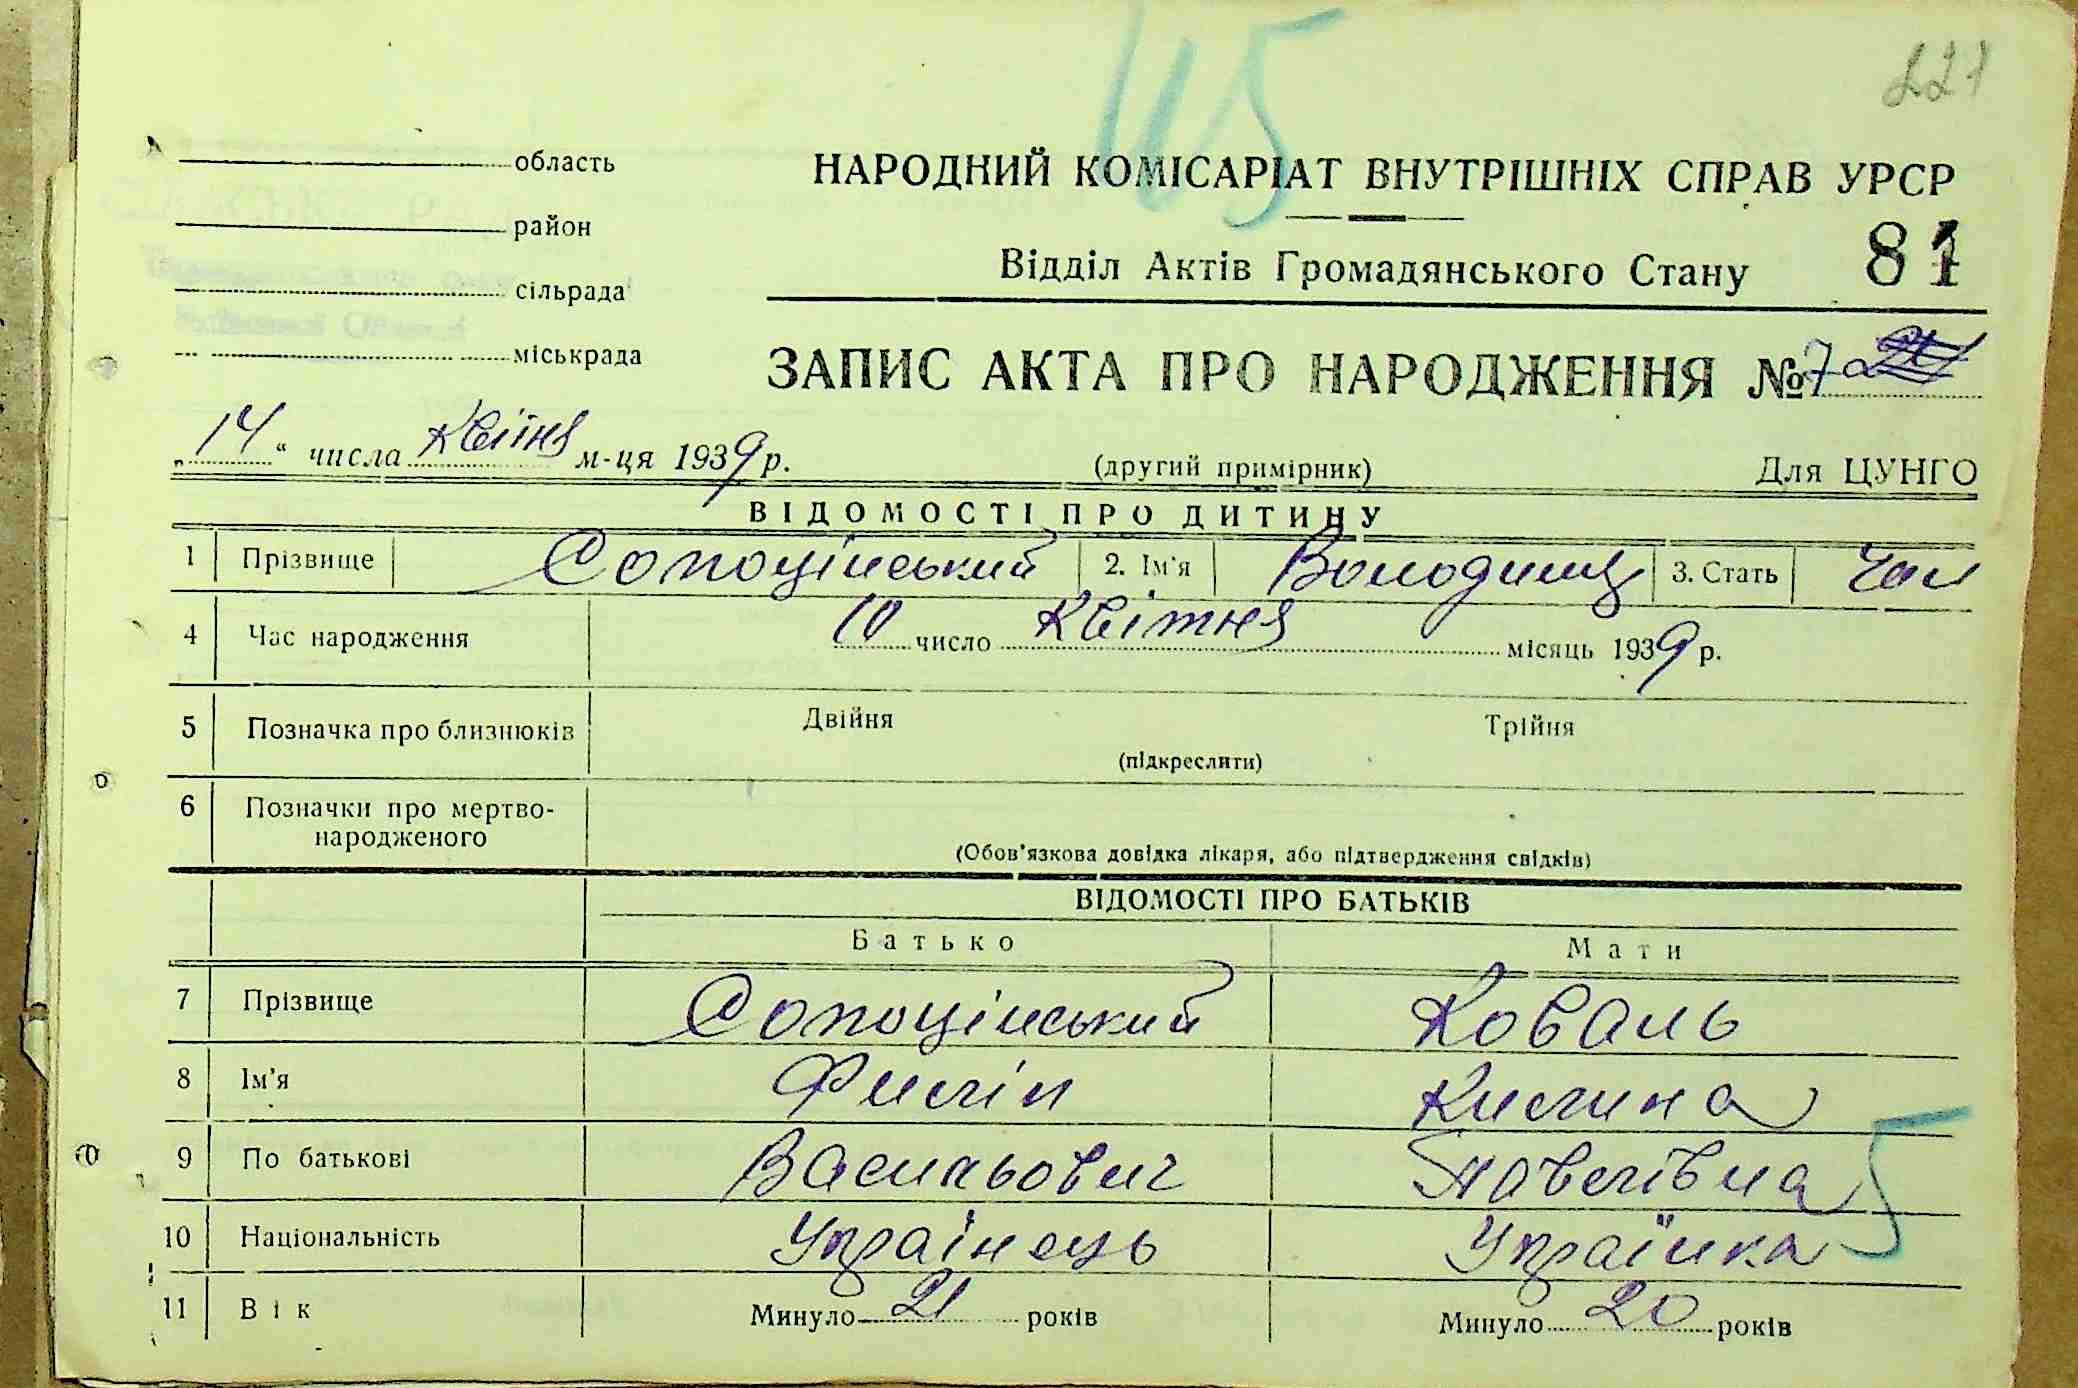 115
221
область
район
сільрада
міськрада
НАРОДНИЙ КОМІСАРІАТ ВНУТРІШНІХ СПРАВ УРСР
Відділ Актів Громадянського Стану
81
ЗАПИС АКТА ПРО НАРОДЖЕННЯ № 7
„14“ числа Квітня м-ця 1939 р.
(другий примірник)
Для ЦУНГО
ВІДОМОСТІ ПРО ДИТИНУ
1 Прізвище Сопоцінський 2. Ім'я Володимир 3. Стать Чол
4 Час народження 10 число Квітня місяць 1939 р.
5 Позначка про близнюків Двійня Трійня
(підкреслити)
6 Позначки про мертво-
народженого
(Обов'язкова довідка лікаря, або підтвердження свідків)
ВІДОМОСТІ ПРО БАТЬКІВ
Батько Мати
7 Прізвище Сопоцінський Коваль
8 Ім'я Филіп Килина
9 По батькові Васильович Павлівна
5
10 Національність Українець Українка
11 Вік Минуло 21 років Минуло 20 років